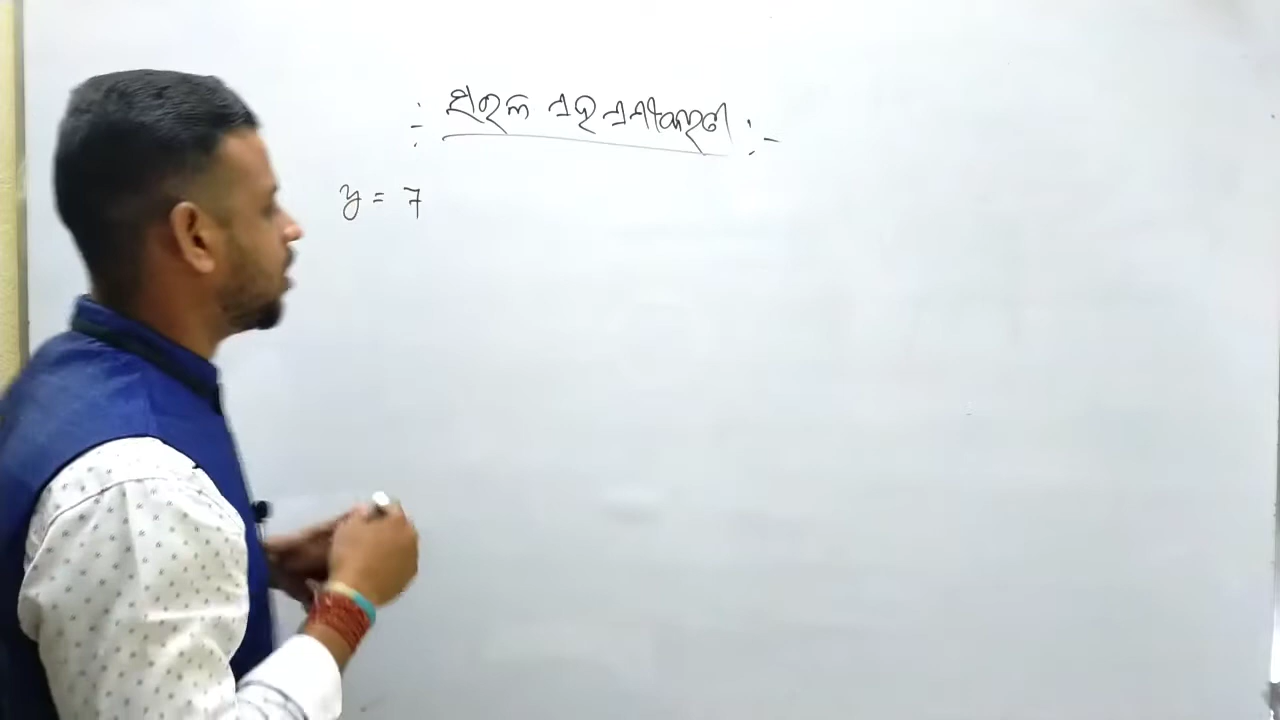 :- ସରଳ ସହସମୀକରଣ :-
y = 7